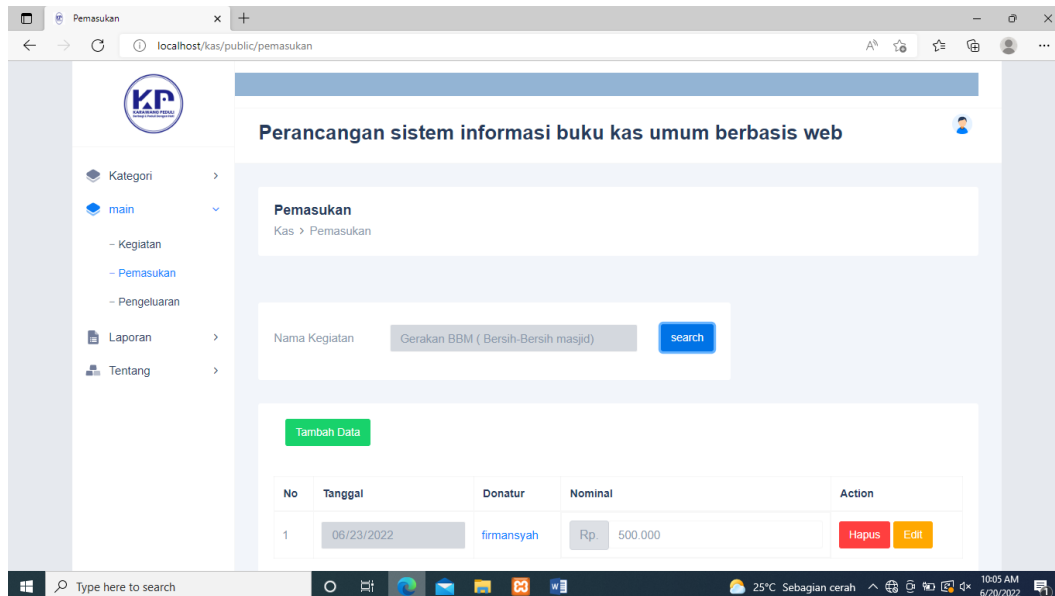 Pemasukan
localhost/kas/public/pemasukan
KP
KARAWANG PEDULI
Perancangan sistem informasi buku kas umum berbasis web
Kategori
main
- Kegiatan
- Pemasukan
- Pengeluaran
Laporan
Tentang
Pemasukan
Kas > Pemasukan
Nama Kegiatan Gerakan BBM ( Bersih-Bersih masjid) search
Tambah Data
No Tanggal Donatur Nominal Action
1 06/23/2022 firmansyah Rp. 500.000 Hapus Edit
Type here to search 25°C Sebagian cerah 10:05 AM
6/20/2022